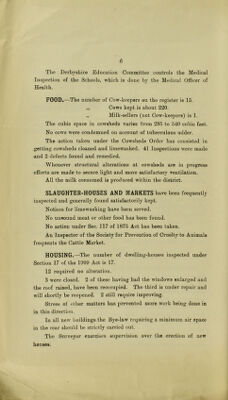 6
The Derbyshire Education Committee controls the Medical
Inspection of the Schools, which is done by the Medical Officer of
Health.
FOOD.—The number of Cow-keepers on the register is 15.
„ Cows kept is about 220.
„ Milk-sellers (not Cow-keepers) is 1.
The cubic space in cowsheds varies from 285 to 540 cubic feet.
No cows were condemned on account of tuberculous udder.
The action taken under the Cowsheds Order has consisted in
getting cowsheds cleaned and limewashed. 41 Inspections were made
and 2 defects found and remedied.
Whenever structural alterations at cowsheds are in progress
efforts are made to secure light and more satisfactory ventilation.
All the milk consumed is produced within the district.
SLAUGHTER-HOUSES AND MARKETS have been frequently
inspected and generally found satisfactorily kept.
Notices for limewashing have been served.
No unsound meat or other food has been found.
No action under Sec. 117 of 1875 Act has been taken.
An Inspector of the Society for Prevention of Cruelty to Animals
frequents the Cattle Market.
HOUSING.—The number of dwelling-houses inspected under
Section 17 of the 1909 Act is 17.
12 required no alteration.
3 were closed. 2 of these having had the windows enlarged and
the roof raised, have been reoccupied. The third is under repair and
will shortly be reopened. 2 still require improving.
Stress of other matters has prevented more work being done in
in this direction
In all new buildings the Bye-law requiring a minimum air space
in the rear should be strictly carried out.
The Surveyor exercises supervision over the erection of new
houses.